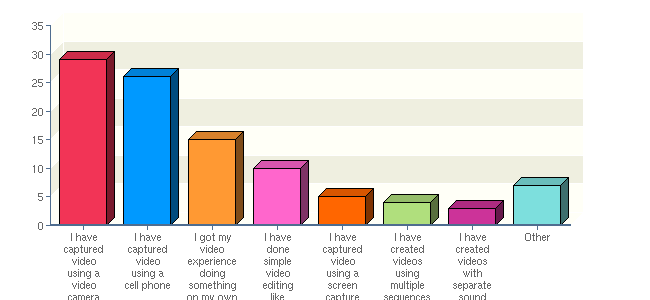 35
30
25
20
15
10
5
0
I have
captured
video
using a
video
camera
I have
captured
video
using a
cell phone
I got my
video
experience
doing
something
on my own
I have
done
simple
video
editing
like
I have
captured
video
using a
screen
capture
I have
created
videos
using
multiple
sequences
I have
created
videos
with
separate
sound
Other